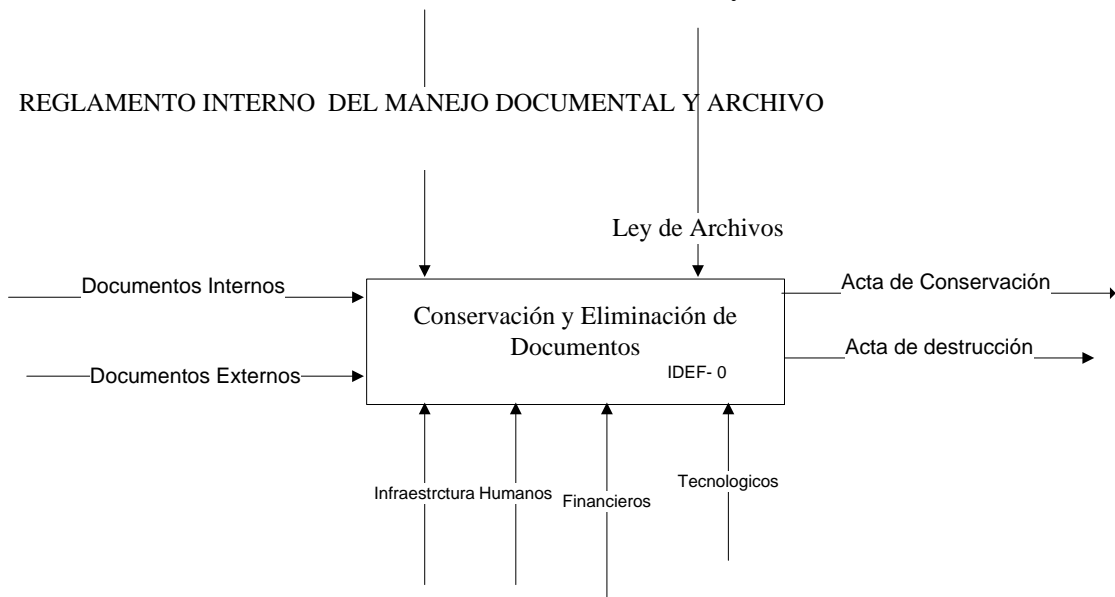 REGLAMENTO INTERNO DEL MANEJO DOCUMENTAL Y ARCHIVO
Ley de Archivos
Documentos Internos
Acta de Conservación
Conservación y Eliminación de
Documentos
Acta de destrucción
IDEF- 0
Documentos Externos
Infraestrctura
Humanos
Financieros
Tecnologicos